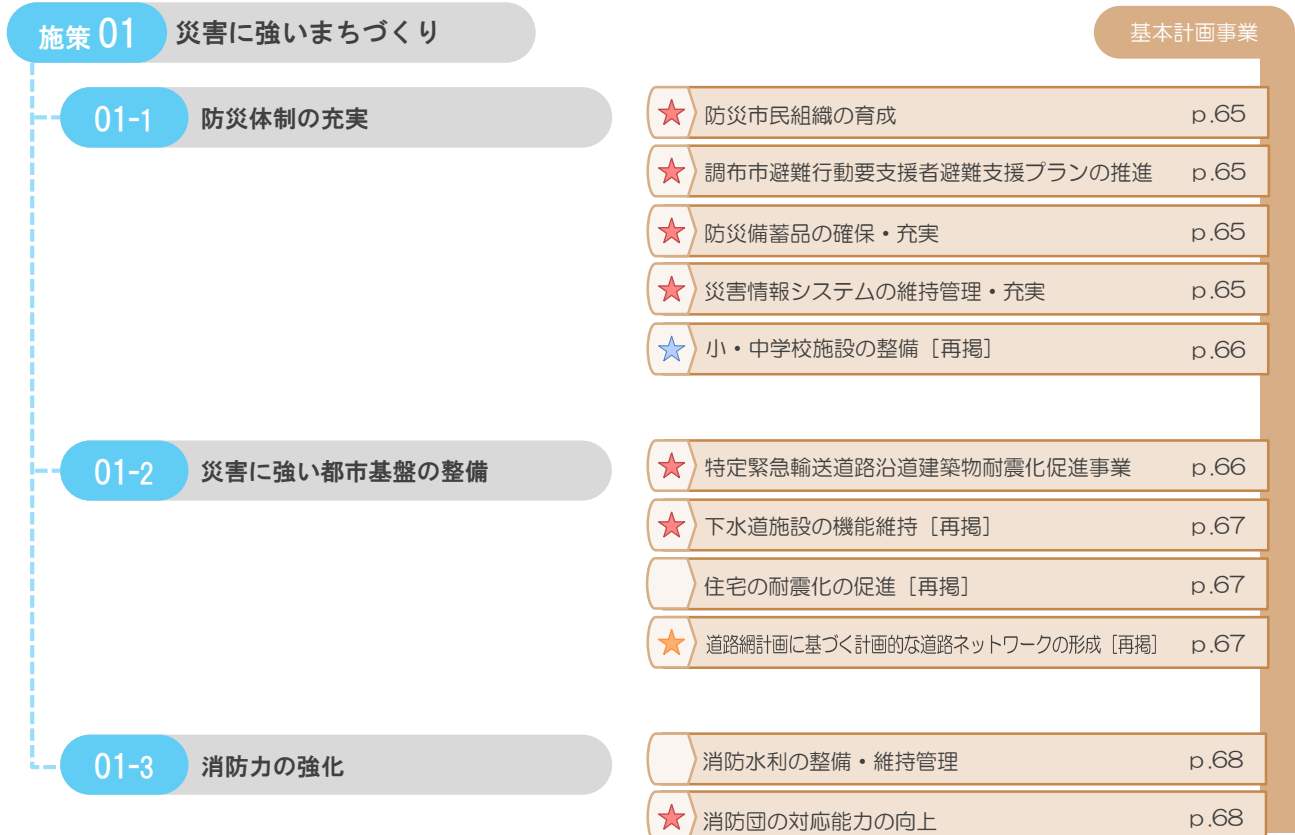 施策 01 災害に強いまちづくり
基本計画事業
01-1 防災体制の充実
防災市民組織の育成 p.65
調布市避難行動要支援者避難支援プランの推進 p.65
防災備蓄品の確保・充実 p.65
災害情報システムの維持管理・充実 p.65
小・中学校施設の整備［再掲］ p.66
01-2 災害に強い都市基盤の整備
特定緊急輸送道路沿道建築物耐震化促進事業 p.66
下水道施設の機能維持［再掲］ p.67
住宅の耐震化の促進［再掲］ p.67
道路網計画に基づく計画的な道路ネットワークの形成［再掲］ p.67
01-3 消防力の強化
消防水利の整備・維持管理 p.68
消防団の対応能力の向上 p.68